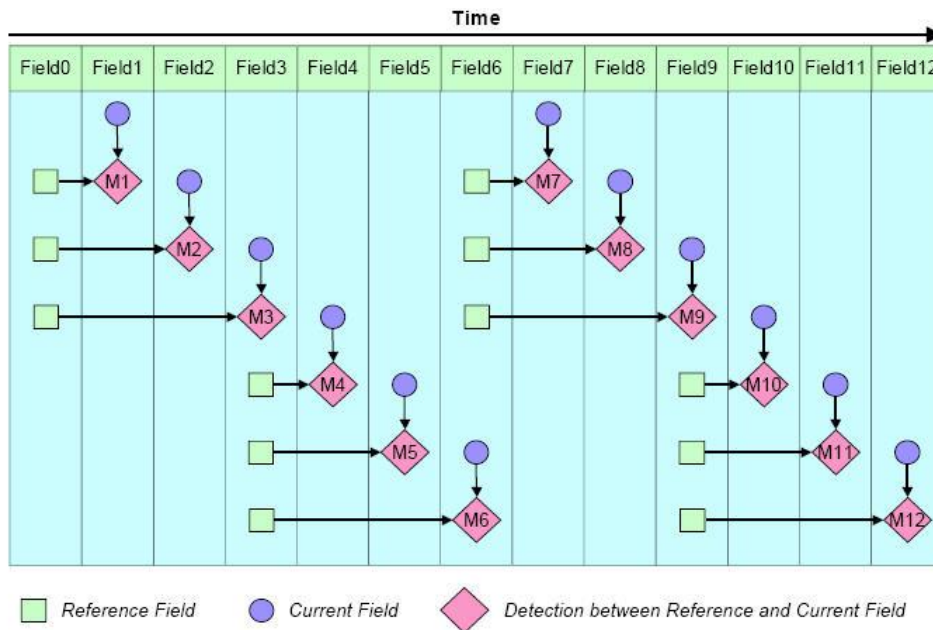 Time
Field0 Field1 Field2 Field3 Field4 Field5 Field6 Field7 Field8 Field9 Field10 Field11 Field12
M1 M7
M2 M8
M3 M9
M4 M10
M5 M11
M6 M12
Reference Field Current Field Detection between Reference and Current Field